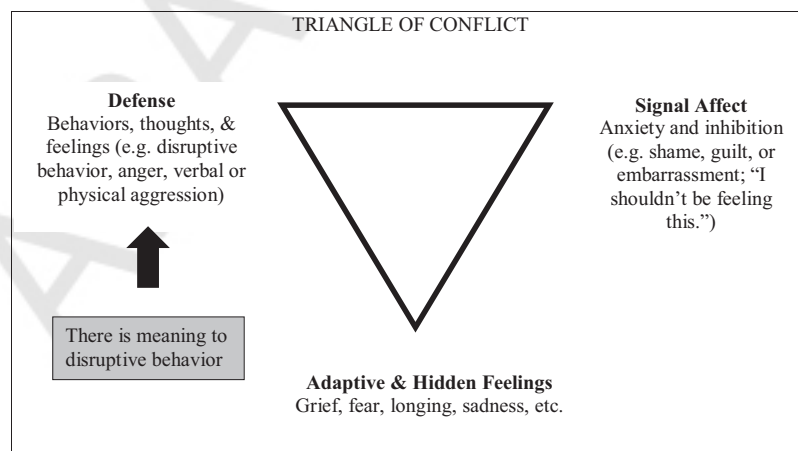 TRIANGLE OF CONFLICT
Defense
Behaviors, thoughts, &
feelings (e.g. disruptive
behavior, anger, verbal or
physical aggression)
Signal Affect
Anxiety and inhibition
(e.g. shame, guilt, or
embarrassment; “I
shouldn’t be feeling
this.”)
There is meaning to
disruptive behavior
Adaptive & Hidden Feelings
Grief, fear, longing, sadness, etc.